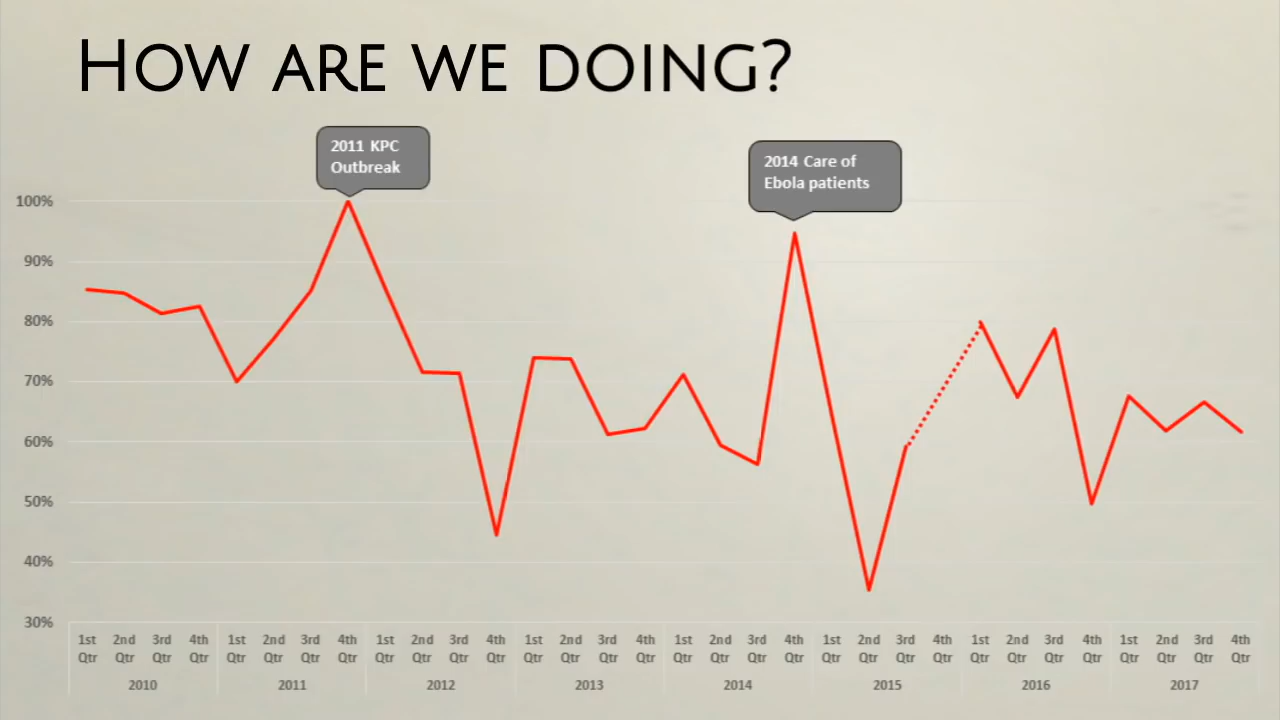 HOW ARE WE DOING?
2011 KPC
Outbreak
2014 Care of
Ebola patients
100%
90%
80%
70%
60%
50%
40%
30%
1st 2nd 3rd 4th 1st 2nd 3rd 4th 1st 2nd 3rd 4th 1st 2nd 3rd 4th 1st 2nd 3rd 4th 1st 2nd 3rd 4th 1st 2nd 3rd 4th 1st 2nd 3rd 4th
Qtr Qtr Qtr Qtr Qtr Qtr Qtr Qtr Qtr Qtr Qtr Qtr Qtr Qtr Qtr Qtr Qtr Qtr Qtr Qtr Qtr Qtr Qtr Qtr Qtr Qtr Qtr Qtr Qtr Qtr Qtr Qtr
2010 2011 2012 2013 2014 2015 2016 2017